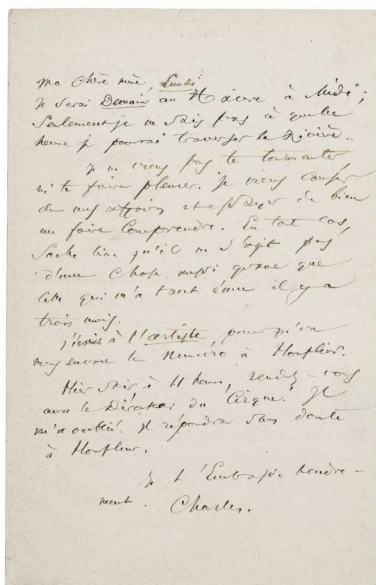 Ma chère mère, Lundi
Je serai Demain au Hâvre à Midi;
Seulement je ne sais pas à quelle
heure je pourrai traverser la Rivière..
Je ne viens pas te tourmenter
ni te faire pleurer. Je viens causer
de mes affaires et essayer de bien
me faire comprendre. En tout cas,
sache bien qu'il ne s'agit pas
d'une chose aussi grave que
celle qui m'a tant ému il y a
trois mois.
J'écris à l'artiste, pour qu'on
vous envoie le Numéro à Honfleur.
Hier soir à 11 heures, rendez-vous
avec le Directeur du Cirque. Il
m'a oublié. Il répondra sans doute
à Honfleur.
Je t'Embrasse tendre-
ment. Charles.